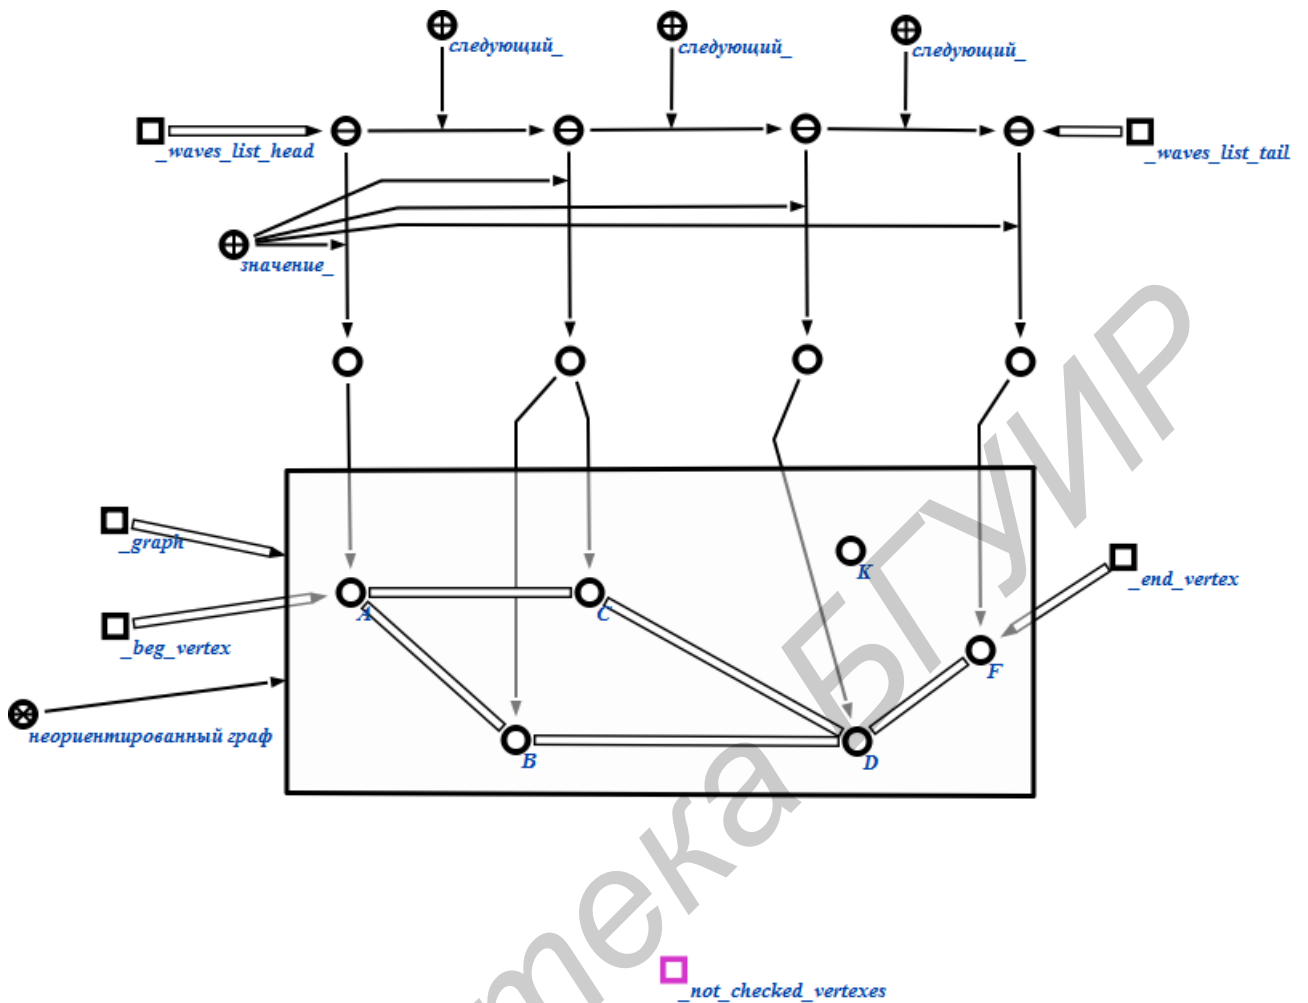 следующий_
следующий_
следующий_
_waves_list_head
_waves_list_tail
значение_
_graph
K
_end_vertex
A
C
_beg_vertex
F
неориентированный граф
B
D
_not_checked_vertexes
тека БГУИР